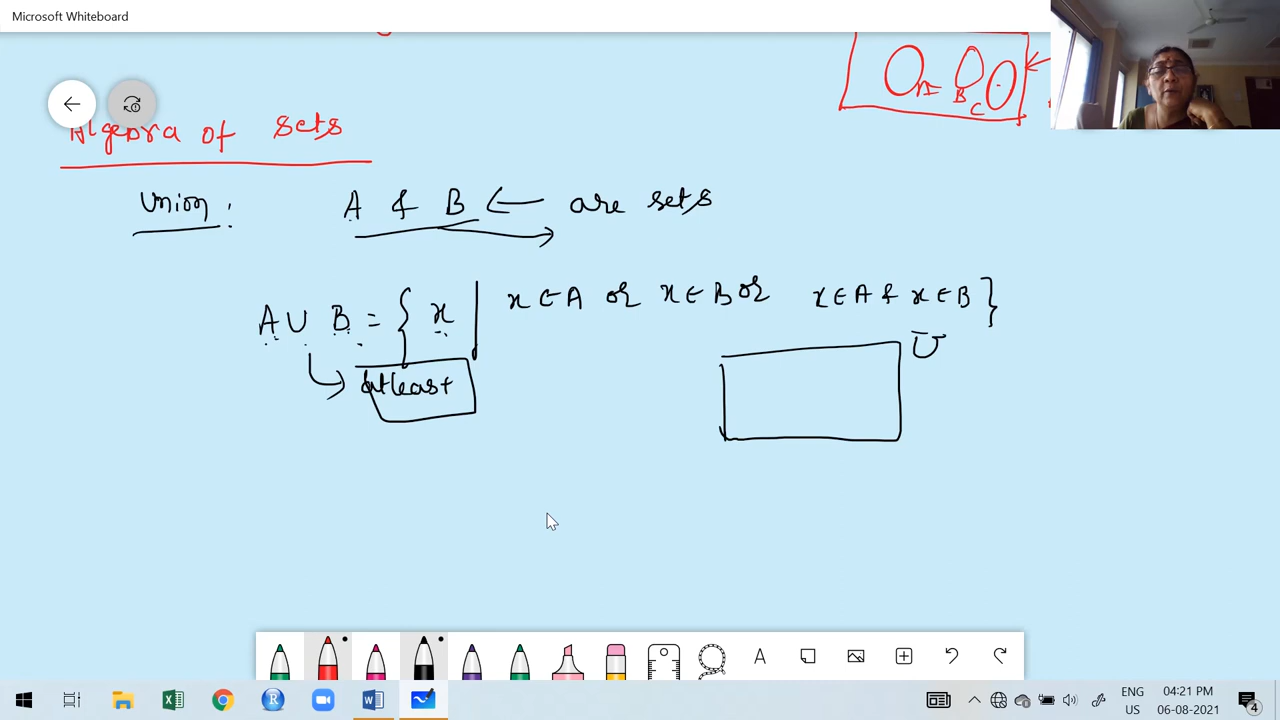 Microsoft Whiteboard
A B C
Algebra of sets
Union: A & B ← are sets
A ∪ B = { x | x ∈ A or x ∈ B or x ∈ A & x ∈ B }
U
atleast
A
ENG 04:21 PM
US 06-08-2021
4